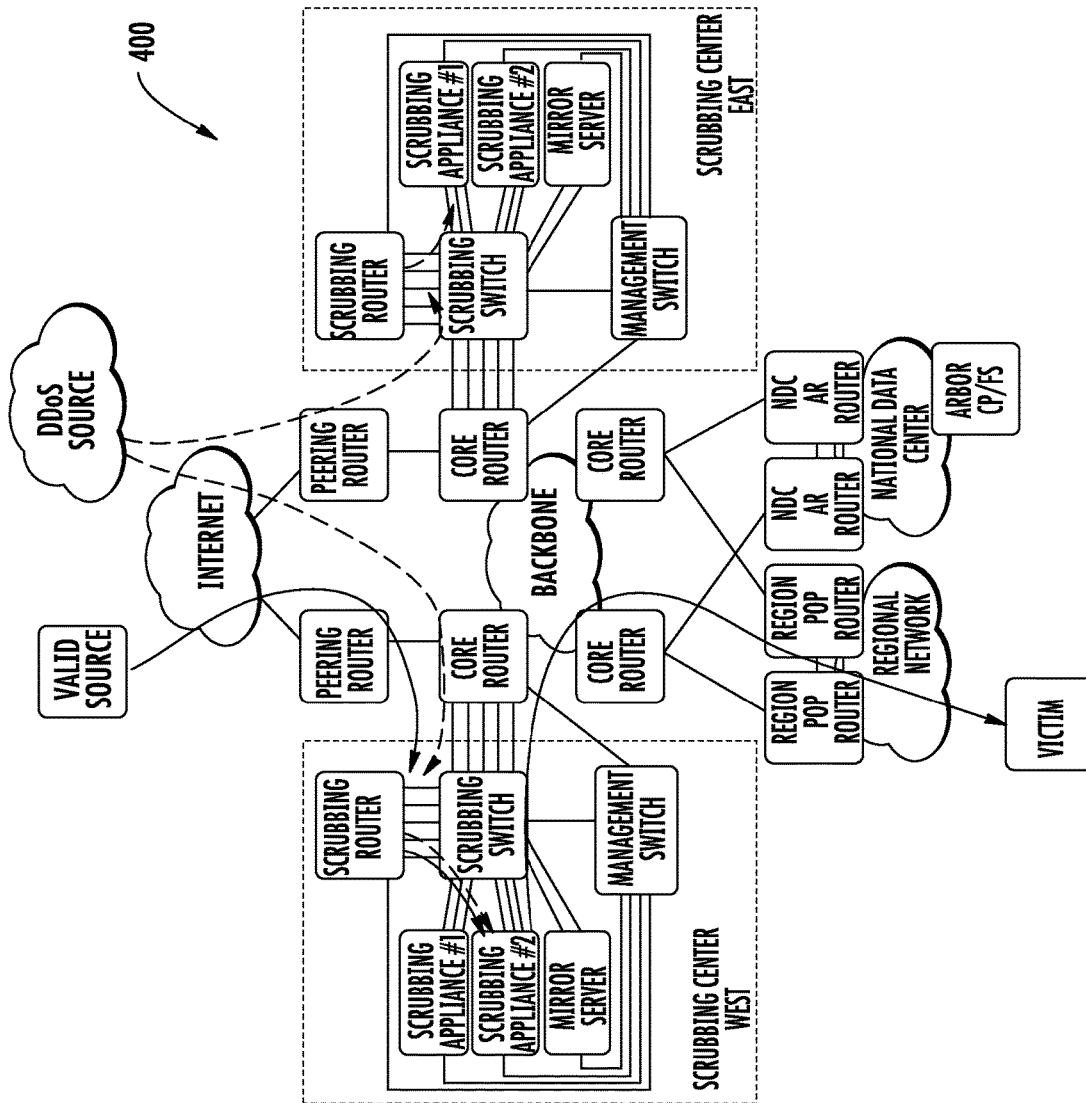 400
DDoS
SOURCE
VALID
SOURCE
INTERNET
PEERING
ROUTER
PEERING
ROUTER
SCRUBBING
ROUTER
SCRUBBING
APPLIANCE #1
SCRUBBING
APPLIANCE #2
MIRROR
SERVER
SCRUBBING
SWITCH
MANAGEMENT
SWITCH
SCRUBBING CENTER
WEST
CORE
ROUTER
CORE
ROUTER
BACKBONE
CORE
ROUTER
CORE
ROUTER
SCRUBBING
ROUTER
SCRUBBING
APPLIANCE #1
SCRUBBING
APPLIANCE #2
MIRROR
SERVER
SCRUBBING
SWITCH
MANAGEMENT
SWITCH
SCRUBBING CENTER
EAST
REGION
POP
ROUTER
REGION
POP
ROUTER
REGIONAL
NETWORK
NDC
AR
ROUTER
NDC
AR
ROUTER
NATIONAL DATA
CENTER
ARBOR
CP/FS
VICTIM